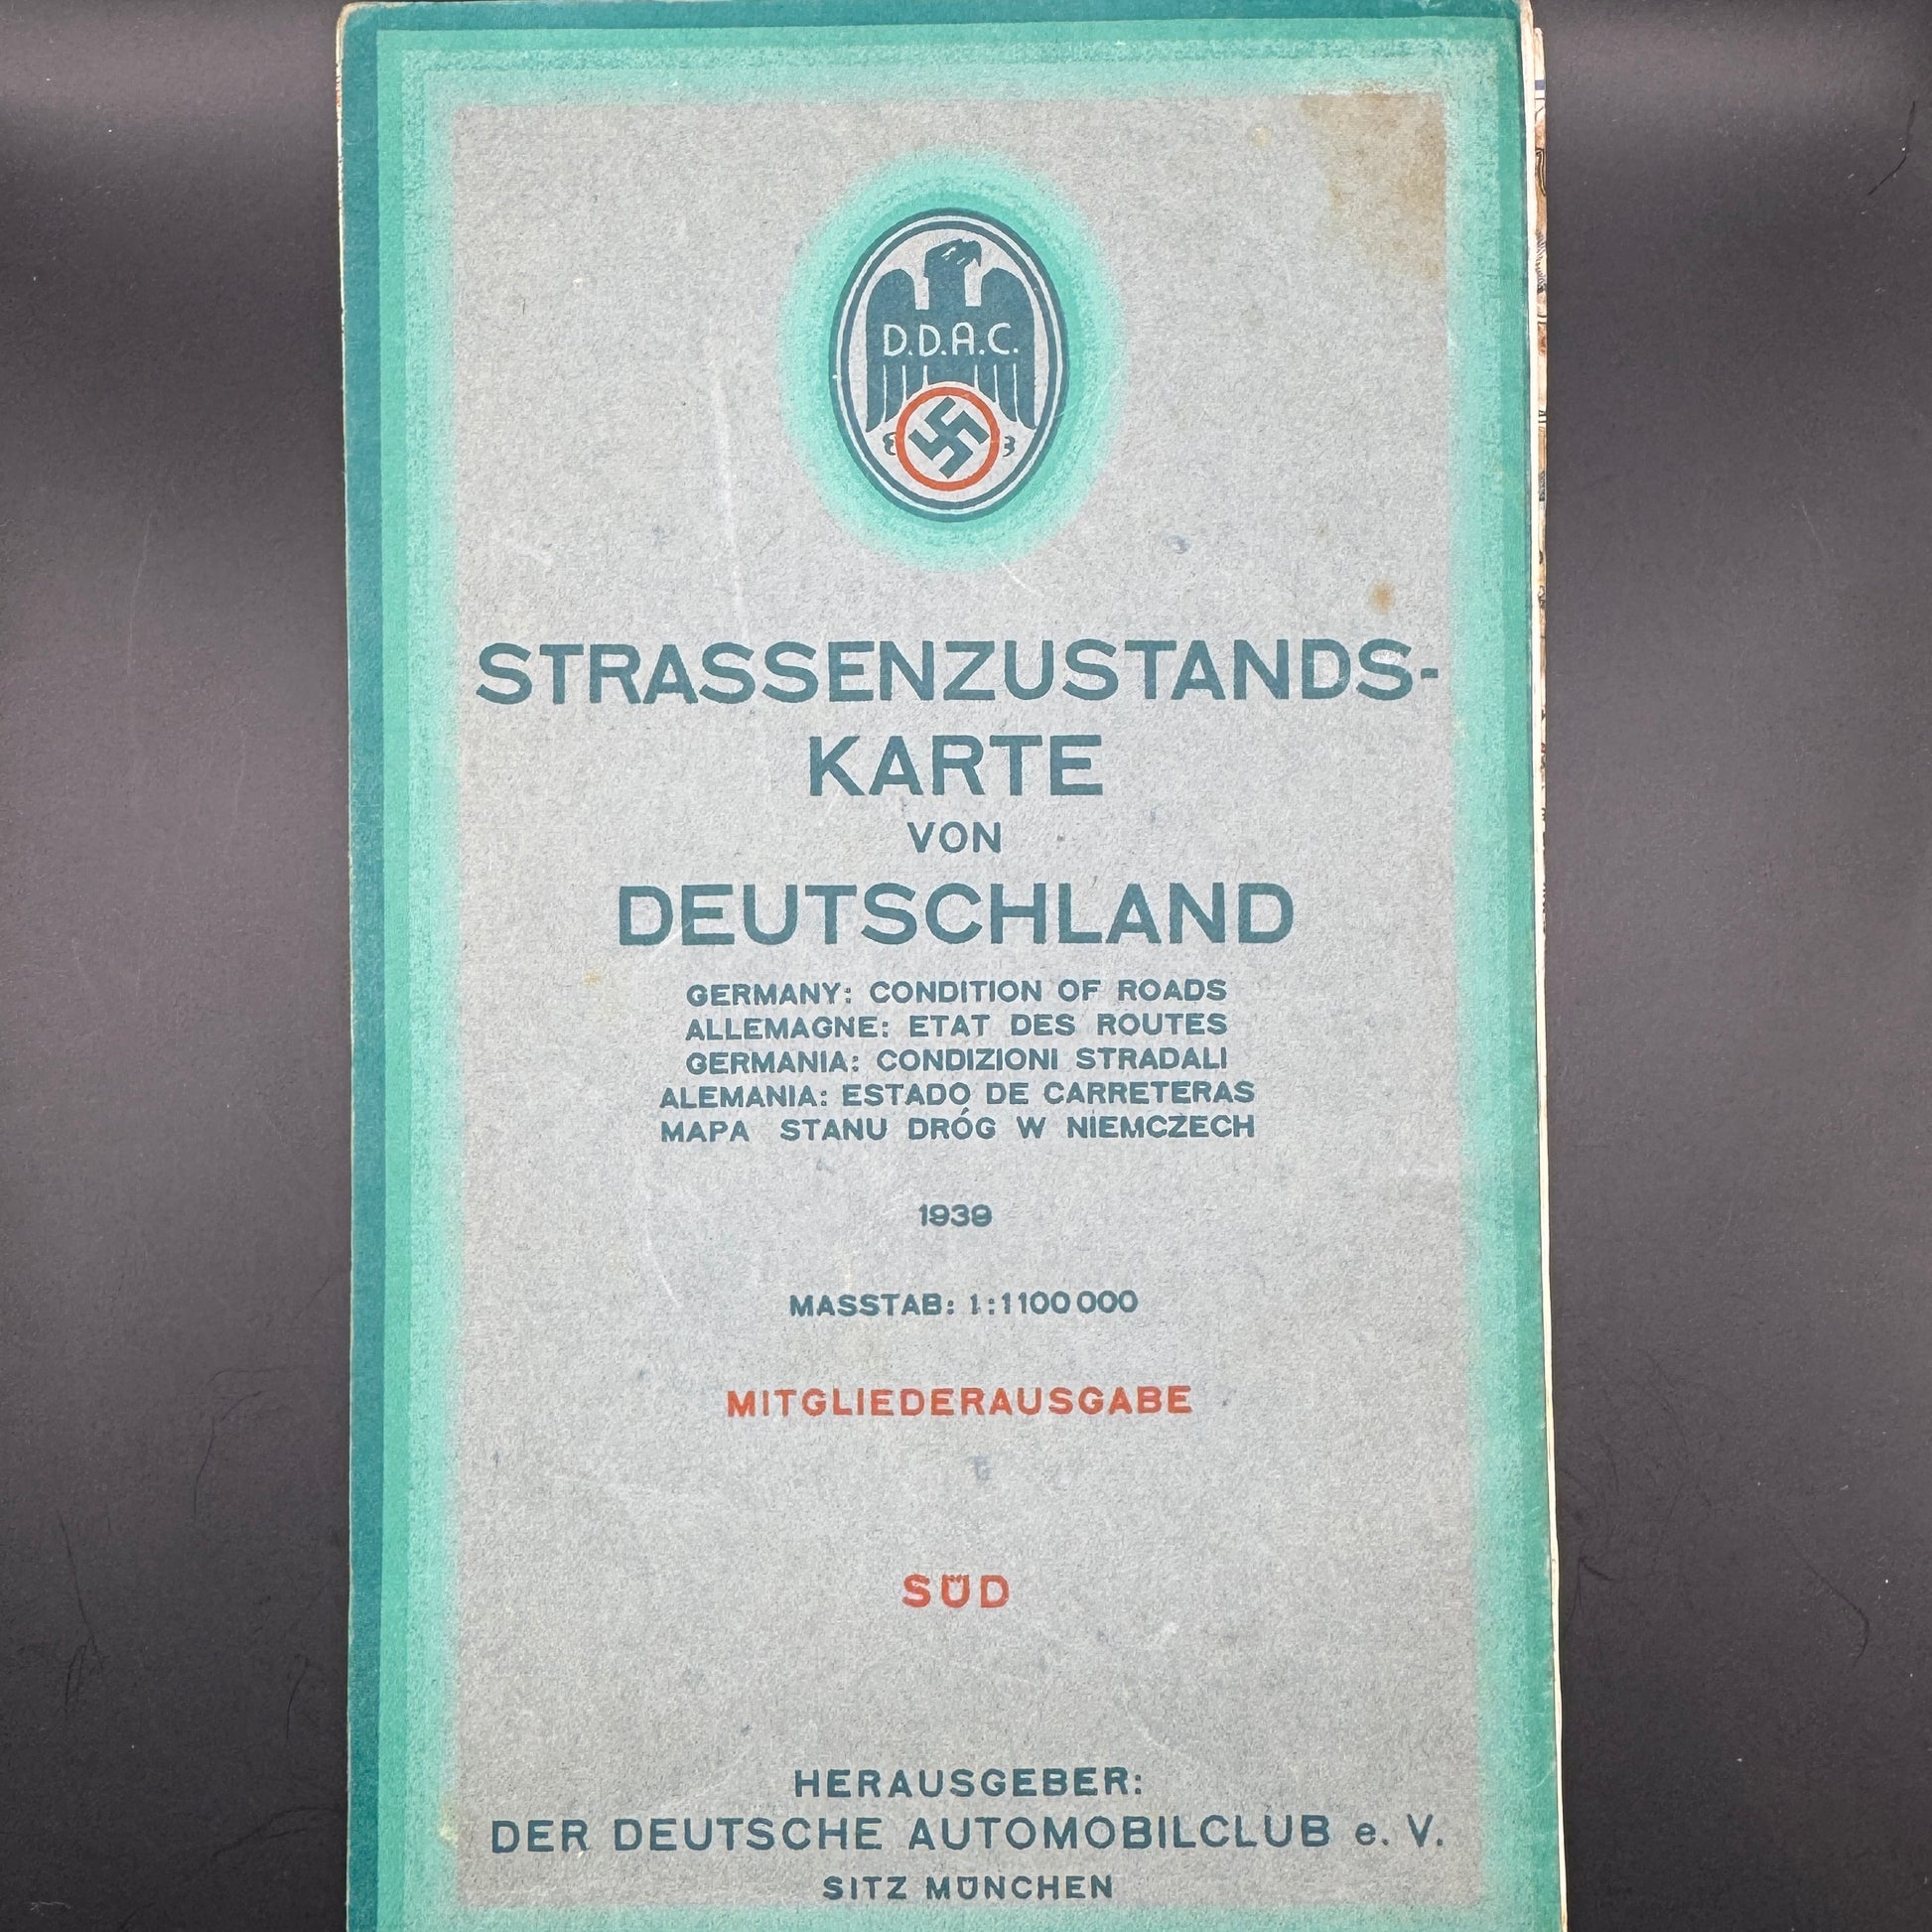 D.D.A.C.
STRASSENZUSTANDS-
KARTE
VON
DEUTSCHLAND
GERMANY: CONDITION OF ROADS
ALLEMAGNE: ETAT DES ROUTES
GERMANIA: CONDIZIONI STRADALI
ALEMANIA: ESTADO DE CARRETERAS
MAPA STANU DRÓG W NIEMCZECH
1939
MASSTAB: 1:1100 000
MITGLIEDERAUSGABE
SÜD
HERAUSGEBER:
DER DEUTSCHE AUTOMOBILCLUB e. V.
SITZ MÜNCHEN